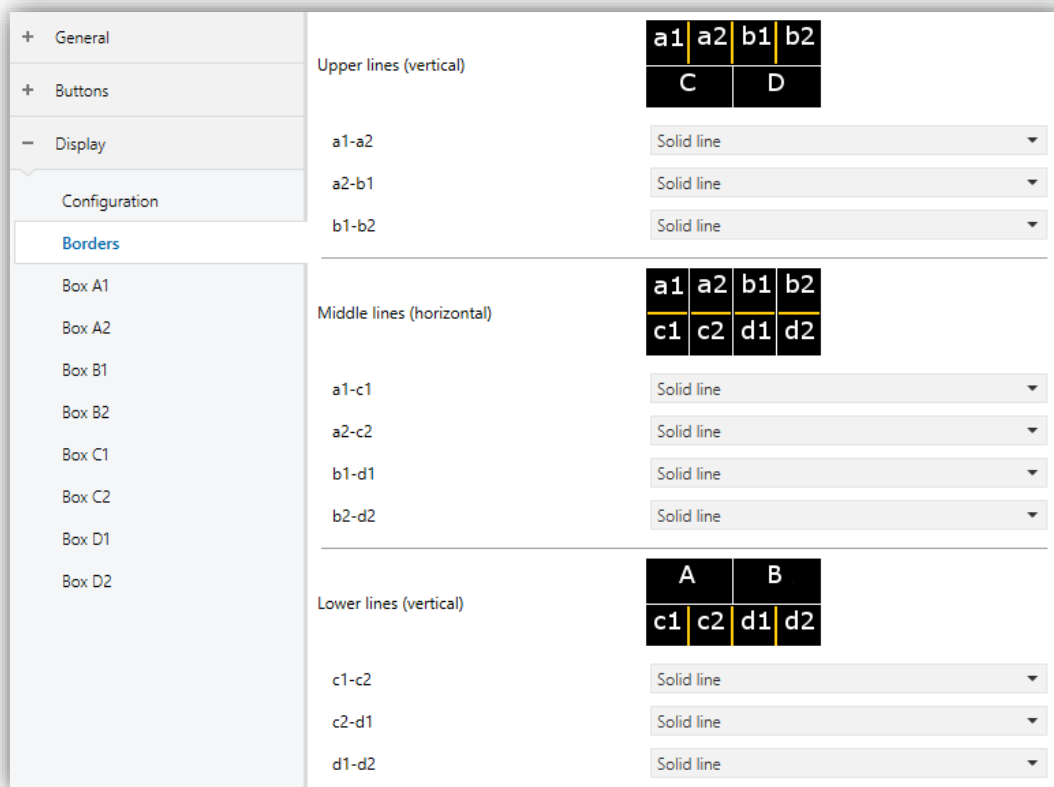 + General
+ Buttons
− Display
Configuration
Borders
Box A1
Box A2
Box B1
Box B2
Box C1
Box C2
Box D1
Box D2
Upper lines (vertical)
a1 a2 b1 b2
C D
a1-a2 Solid line
a2-b1 Solid line
b1-b2 Solid line
Middle lines (horizontal)
a1 a2 b1 b2
c1 c2 d1 d2
a1-c1 Solid line
a2-c2 Solid line
b1-d1 Solid line
b2-d2 Solid line
Lower lines (vertical)
A B
c1 c2 d1 d2
c1-c2 Solid line
c2-d1 Solid line
d1-d2 Solid line